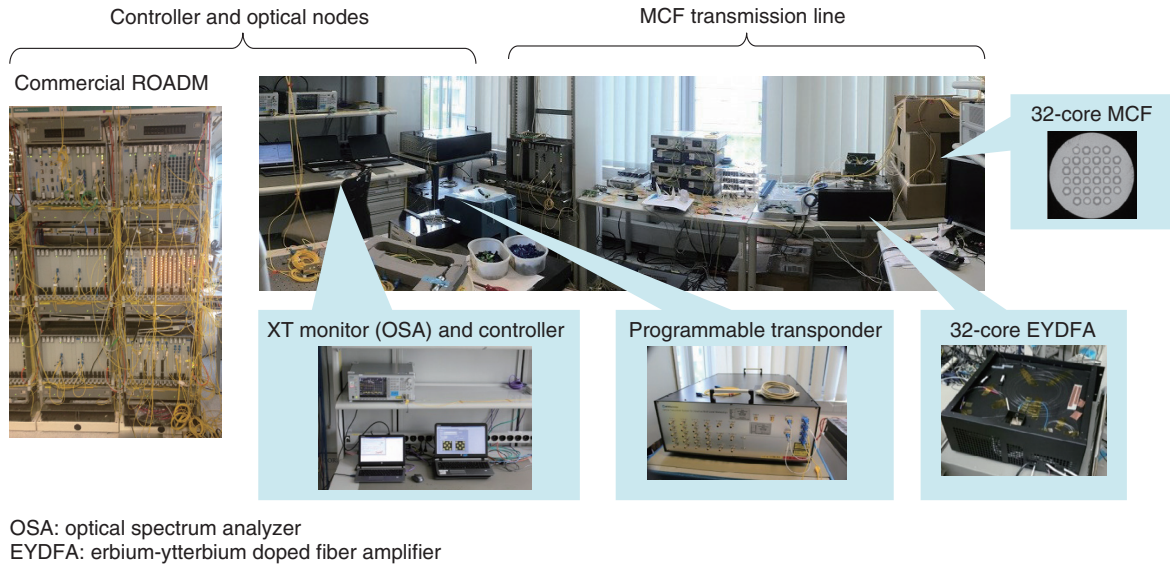 Controller and optical nodes
MCF transmission line
Commercial ROADM
32-core MCF
XT monitor (OSA) and controller
Programmable transponder
32-core EYDFA
OSA: optical spectrum analyzer
EYDFA: erbium-ytterbium doped fiber amplifier